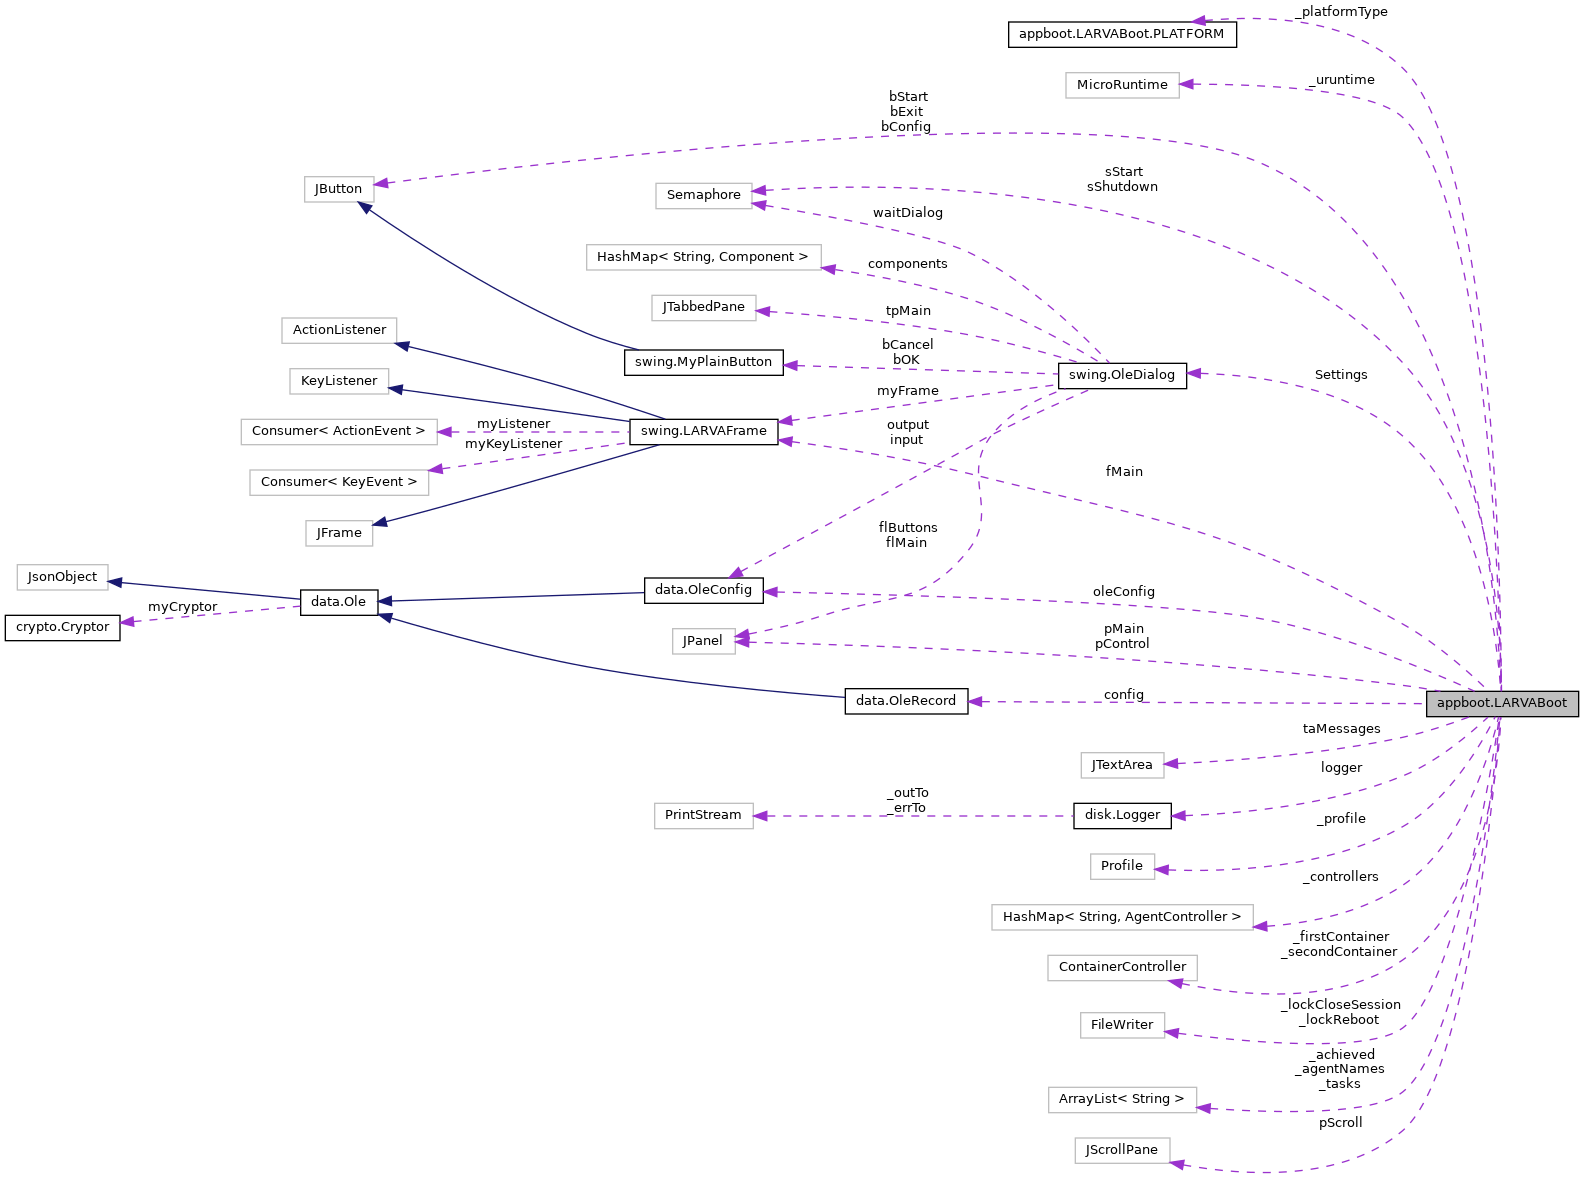 _platformType
appboot.LARVABoot.PLATFORM
_uruntime
MicroRuntime
bStart
bExit
bConfig
sStart
sShutdown
JButton
Semaphore
waitDialog
HashMap< String, Component >
components
JTabbedPane
tpMain
ActionListener
bCancel
bOK
swing.MyPlainButton
swing.OleDialog
Settings
KeyListener
myFrame
Consumer< ActionEvent >
myListener
swing.LARVAFrame
output
input
myKeyListener
fMain
Consumer< KeyEvent >
JFrame
flButtons
flMain
JsonObject
data.Ole
data.OleConfig
oleConfig
myCryptor
crypto.Cryptor
JPanel
pMain
pControl
data.OleRecord
config
appboot.LARVABoot
taMessages
JTextArea
logger
PrintStream
_outTo
_errTo
disk.Logger
_profile
Profile
_controllers
HashMap< String, AgentController >
_firstContainer
_secondContainer
ContainerController
_lockCloseSession
_lockReboot
FileWriter
_achieved
_agentNames
_tasks
ArrayList< String >
pScroll
JScrollPane